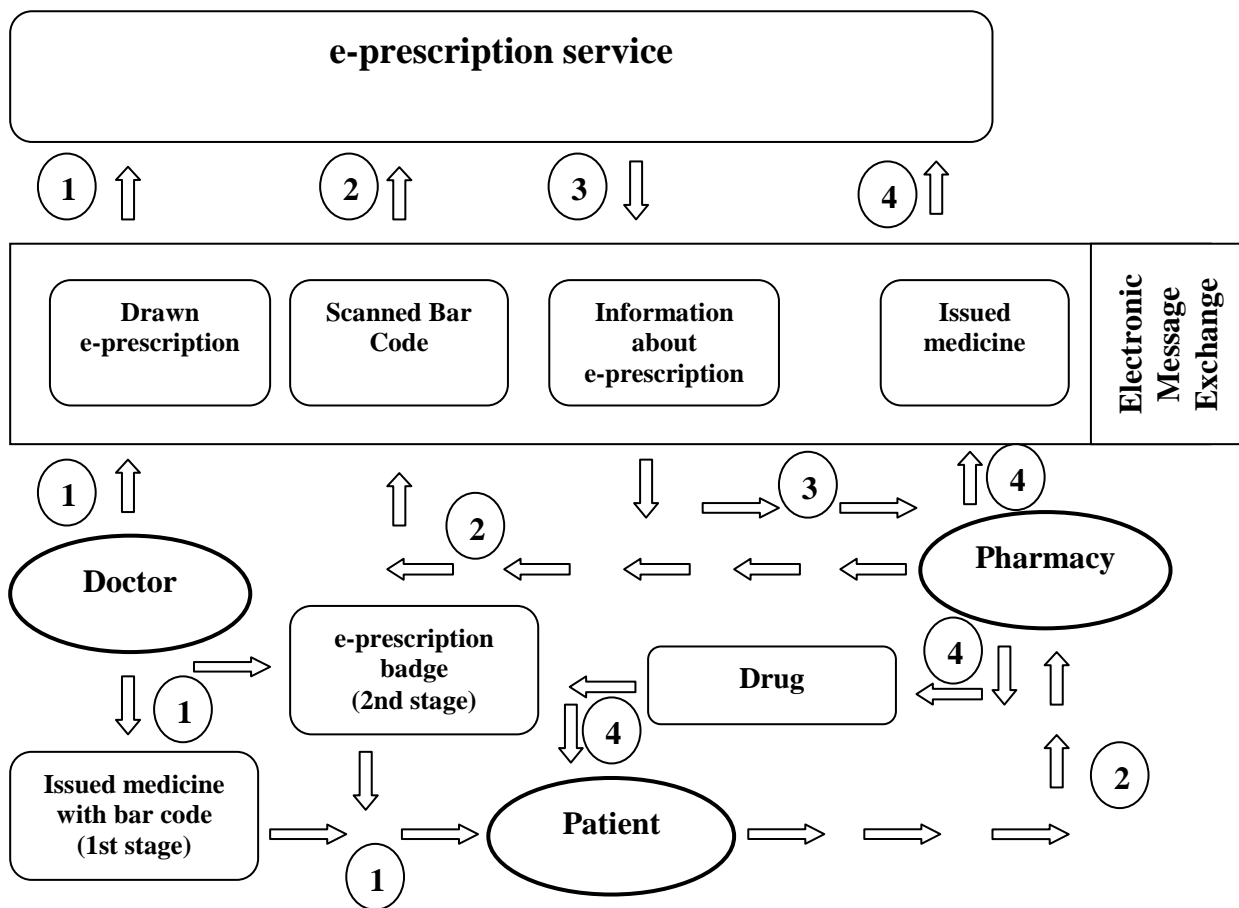 e-prescription service
1
2
3
4
Drawn
e-prescription
Scanned Bar
Code
Information
about
e-prescription
Issued
medicine
Electronic
Message
Exchange
1
2
3
4
Doctor
Pharmacy
e-prescription
badge
(2nd stage)
Drug
4
1
4
2
Issued medicine
with bar code
(1st stage)
Patient
1